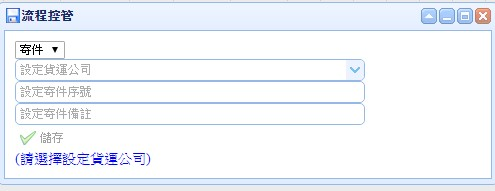 流程控管
寄件
設定貨運公司
設定寄件序號
設定寄件備註
儲存
(請選擇設定貨運公司)